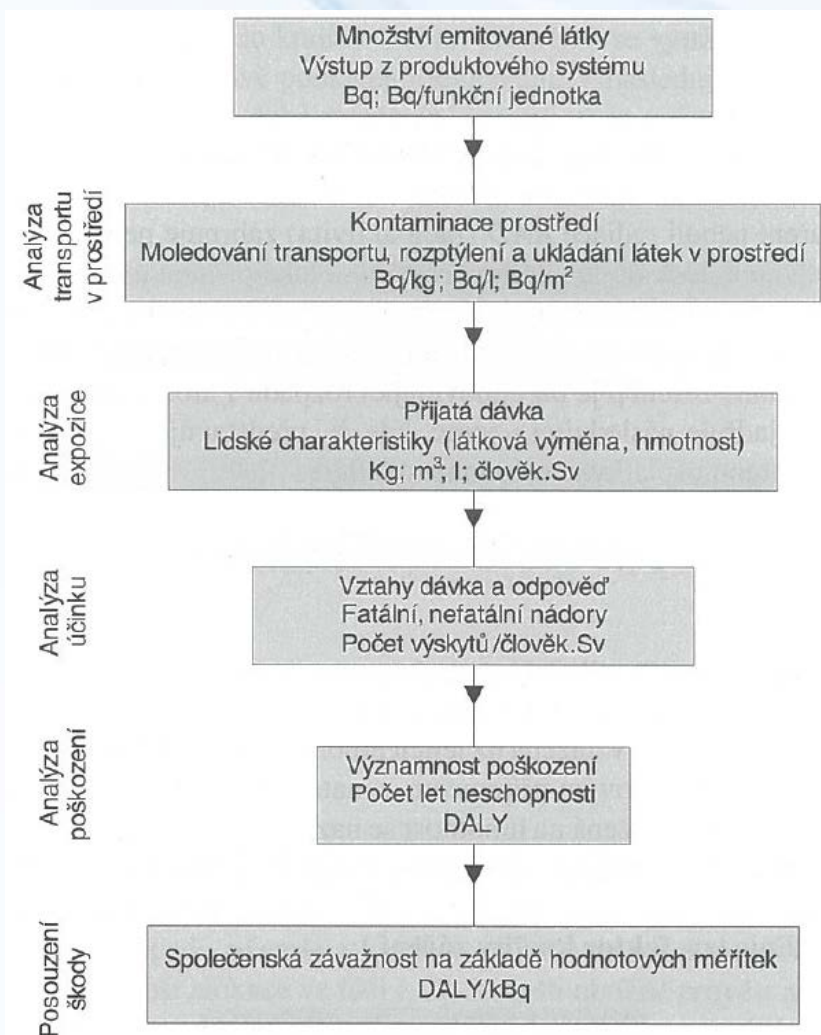 Množství emitované látky
Výstup z produktového systému
Bq; Bq/funkční jednotka
Analýza
transportu
v prostředí
Kontaminace prostředí
Moledování transportu, rozptýlení a ukládání látek v prostředí
Bq/kg; Bq/l; Bq/m²
Analýza
expozice
Přijatá dávka
Lidské charakteristiky (látková výměna, hmotnost)
Kg; m³; l; člověk.Sv
Analýza
účinku
Vztahy dávka a odpověď
Fatální, nefatální nádory
Počet výskytů/člověk.Sv
Analýza
poškození
Významnost poškození
Počet let neschopnosti
DALY
Posouzení
škody
Společenská závažnost na základě hodnotových měřítek
DALY/kBq